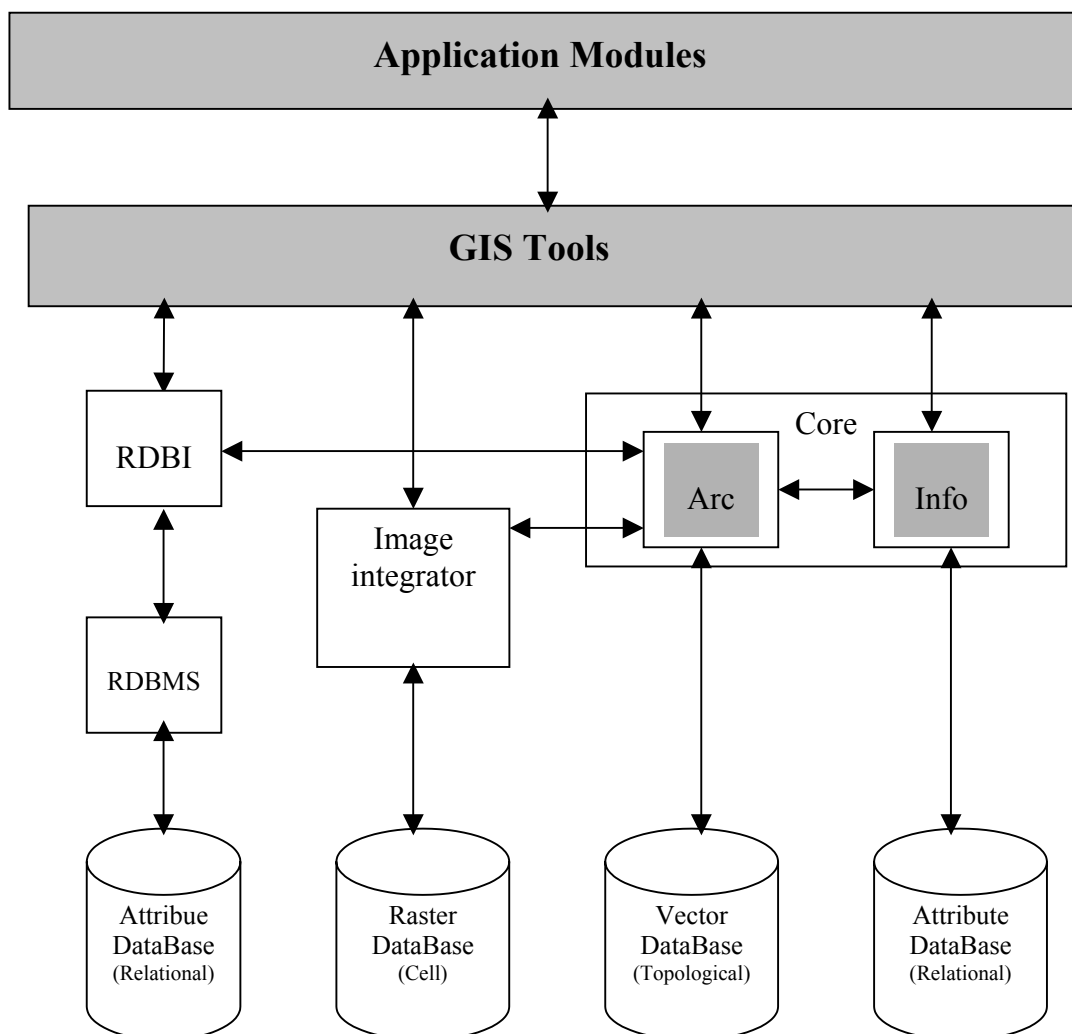 Application Modules
GIS Tools
Core
RDBI
Arc
Info
Image
integrator
RDBMS
Attribue
DataBase
(Relational)
Raster
DataBase
(Cell)
Vector
DataBase
(Topological)
Attribute
DataBase
(Relational)